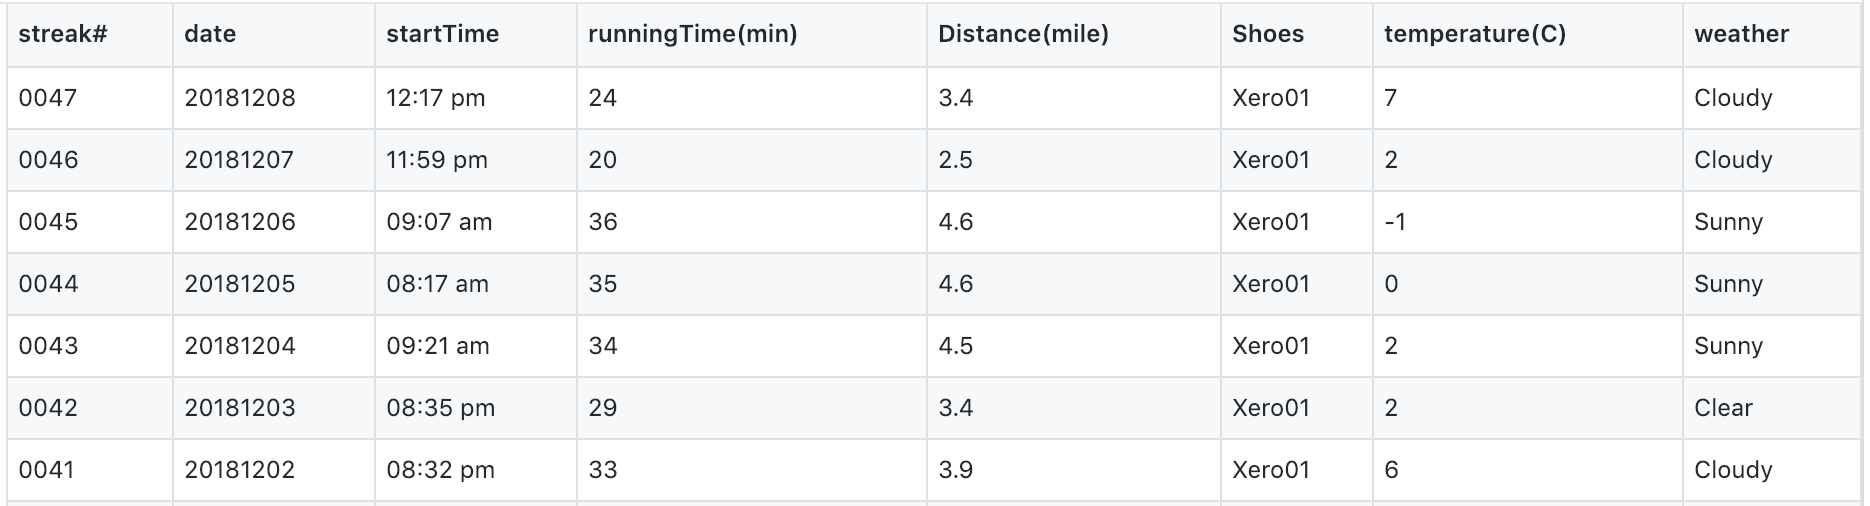 streak# date startTime runningTime(min) Distance(mile) Shoes temperature(C) weather
0047 20181208 12:17 pm 24 3.4 Xero01 7 Cloudy
0046 20181207 11:59 pm 20 2.5 Xero01 2 Cloudy
0045 20181206 09:07 am 36 4.6 Xero01 -1 Sunny
0044 20181205 08:17 am 35 4.6 Xero01 0 Sunny
0043 20181204 09:21 am 34 4.5 Xero01 2 Sunny
0042 20181203 08:35 pm 29 3.4 Xero01 2 Clear
0041 20181202 08:32 pm 33 3.9 Xero01 6 Cloudy